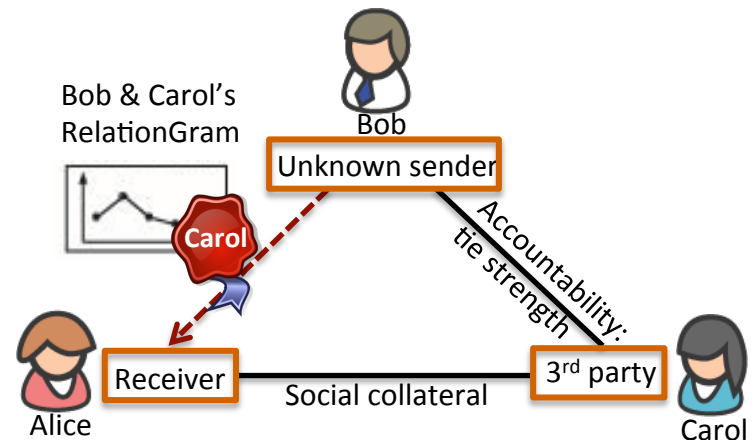 Bob & Carol’s
RelationGram
Bob
Unknown sender
Carol
Accountability:
tie strength
Receiver
Social collateral
3rd party
Alice
Carol